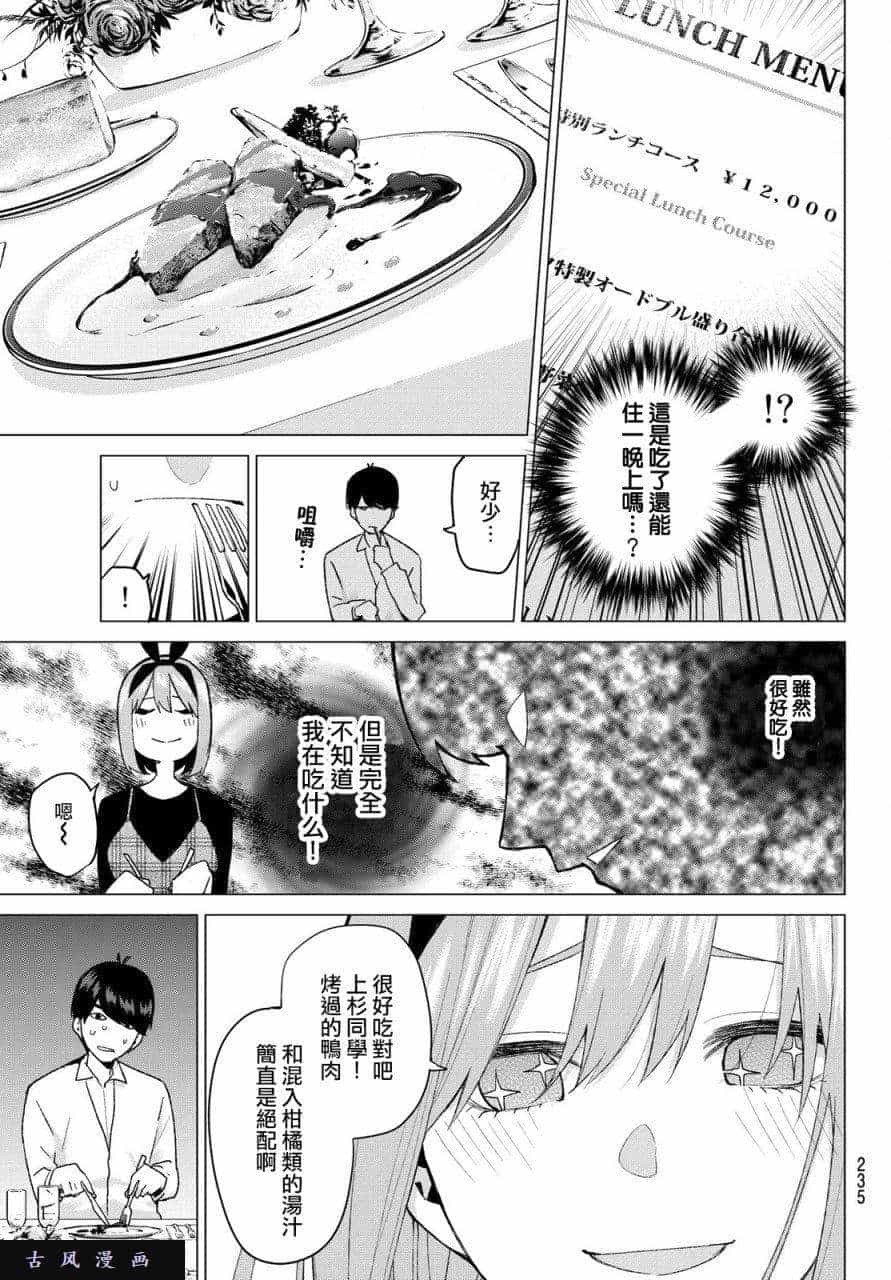 LUNCH MENU
特別ランチコース ￥12,000
Special Lunch Course
特製オードブル盛り合
!?
這是吃了還能
住一晚上嗎…?
好少…
咀嚼…
!
雖然
很好吃!
但是完全
不知道
我在吃什么!
嗯~
很好吃對吧
上杉同學!
烤過的鴨肉
和混入柑橘類的湯汁
簡直是絕配啊
235
古风漫画